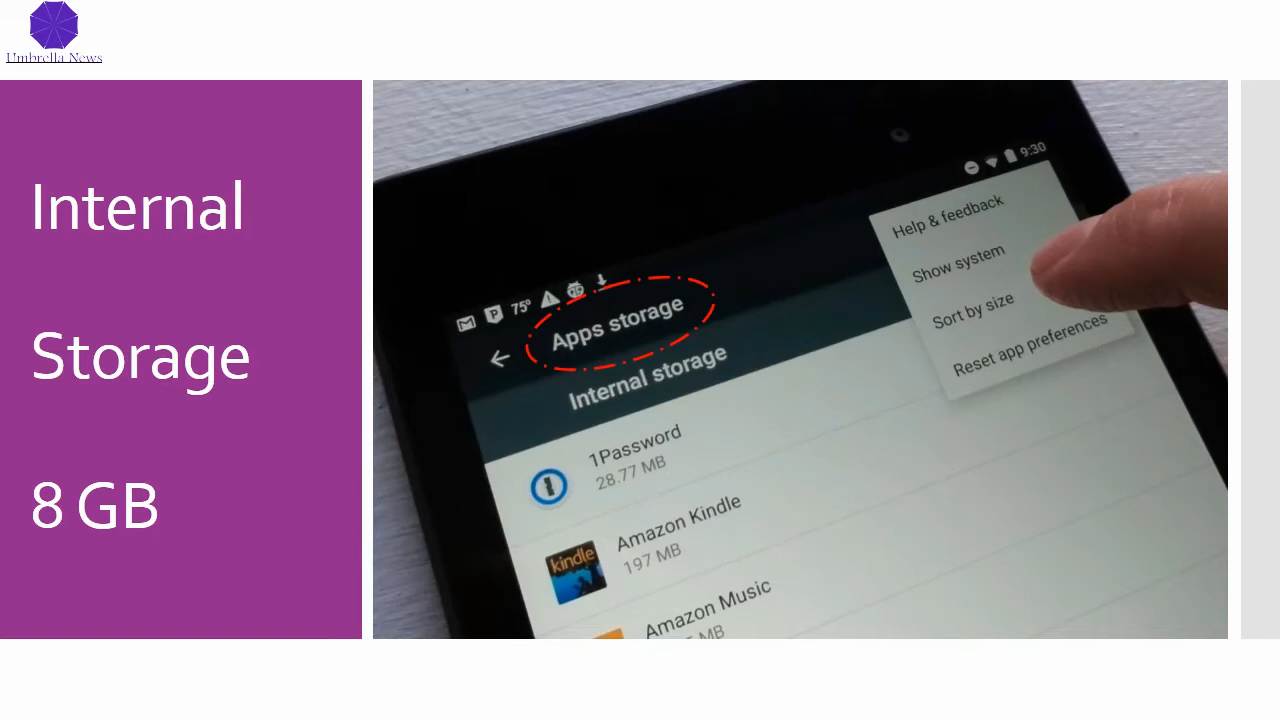 Umbrella News
Internal
Storage
8 GB
9:30
75°
Apps storage
Internal storage
Help & feedback
Show system
Sort by size
Reset app preferences
1Password
28.77 MB
Amazon Kindle
kindle
197 MB
Amazon Music
MB